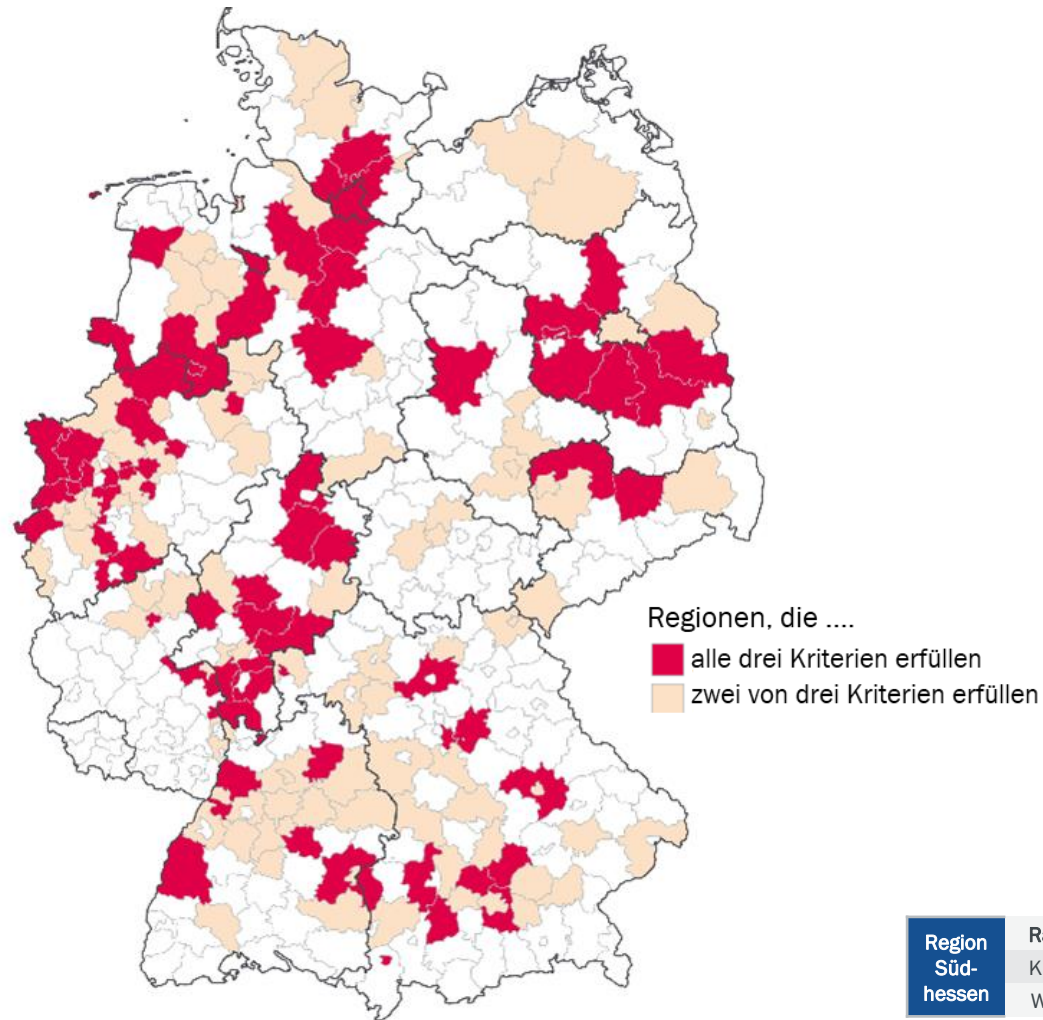 Regionen, die ....
alle drei Kriterien erfüllen
zwei von drei Kriterien erfüllen
Region
Süd-
hessen